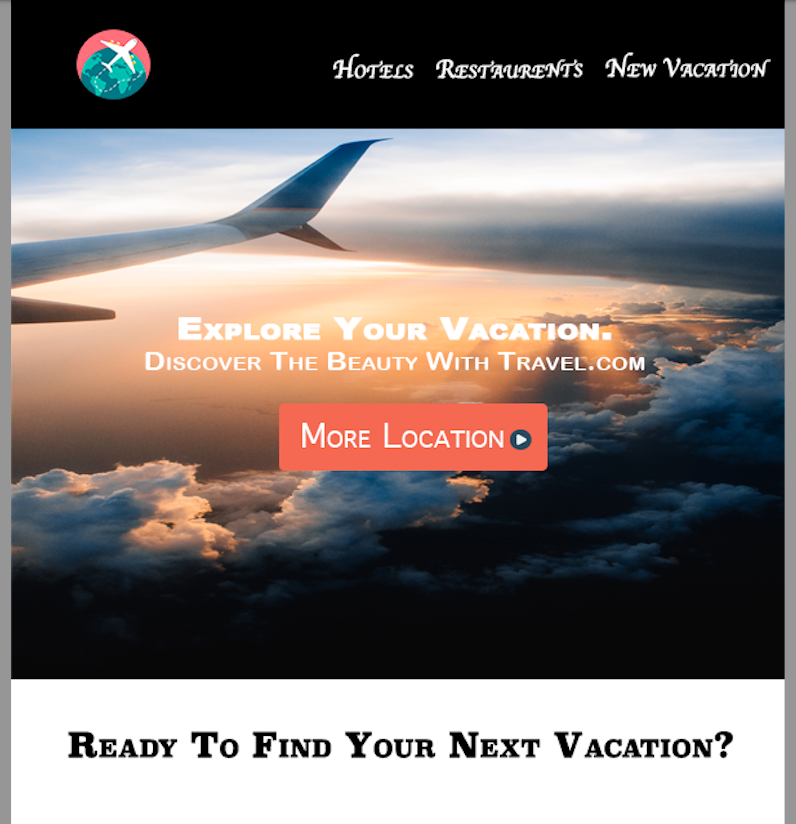 Hotels Restaurents New Vacation
Explore Your Vacation.
Discover The Beauty With Travel.com
More Location
Ready To Find Your Next Vacation?